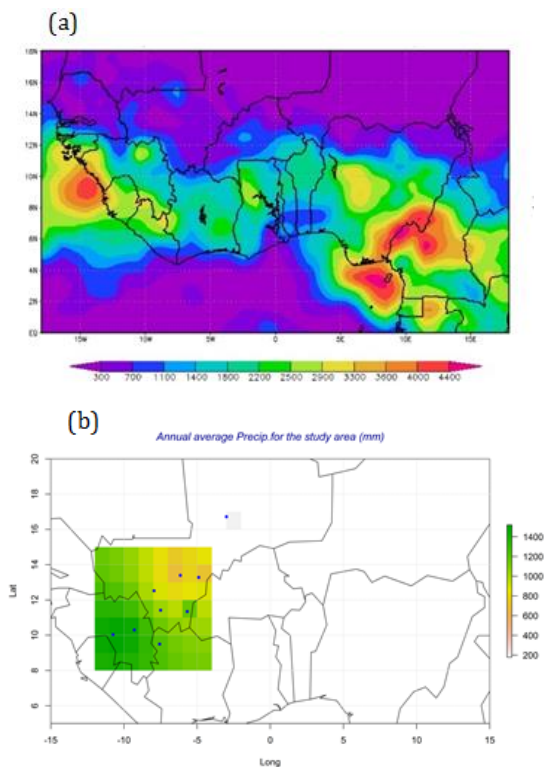 (a)
18N
16N
14N
12N
10N
8N
6N
4N
2N
EQ
15W
10W
5W
0
5E
10E
15E
300 700 1100 1400 1800 2200 2500 2900 3300 3600 4000 4400
(b)
Annual average Precip.for the study area (mm)
20
18
16
14
12
10
8
6
Lat
-15 -10 -5 0 5 10 15
Long
1400
1200
1000
800
600
400
200